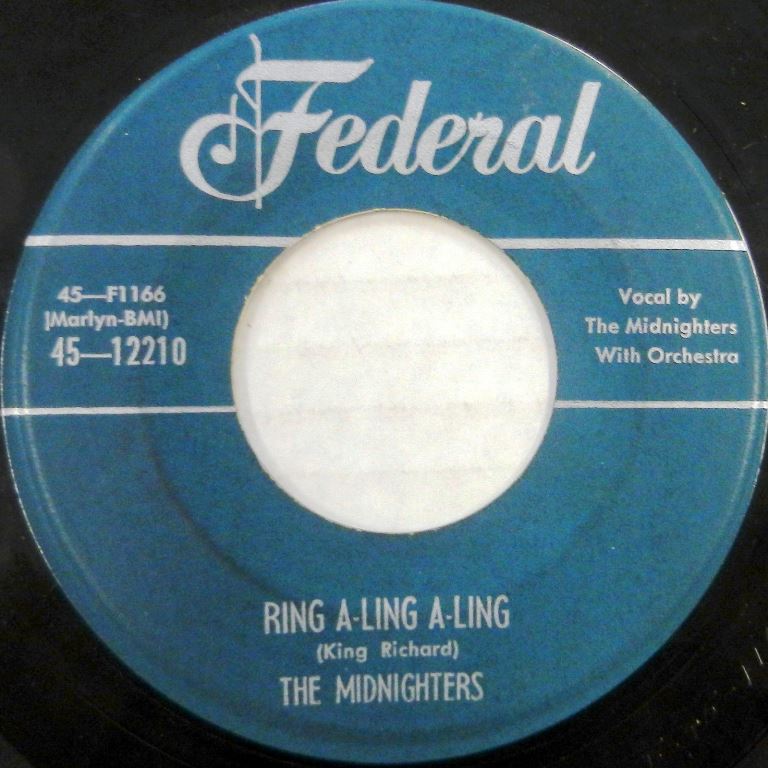 Federal
45—F1166
(Marlyn-BMI)
45—12210
Vocal by
The Midnighters
With Orchestra
RING A-LING A-LING
(King Richard)
THE MIDNIGHTERS